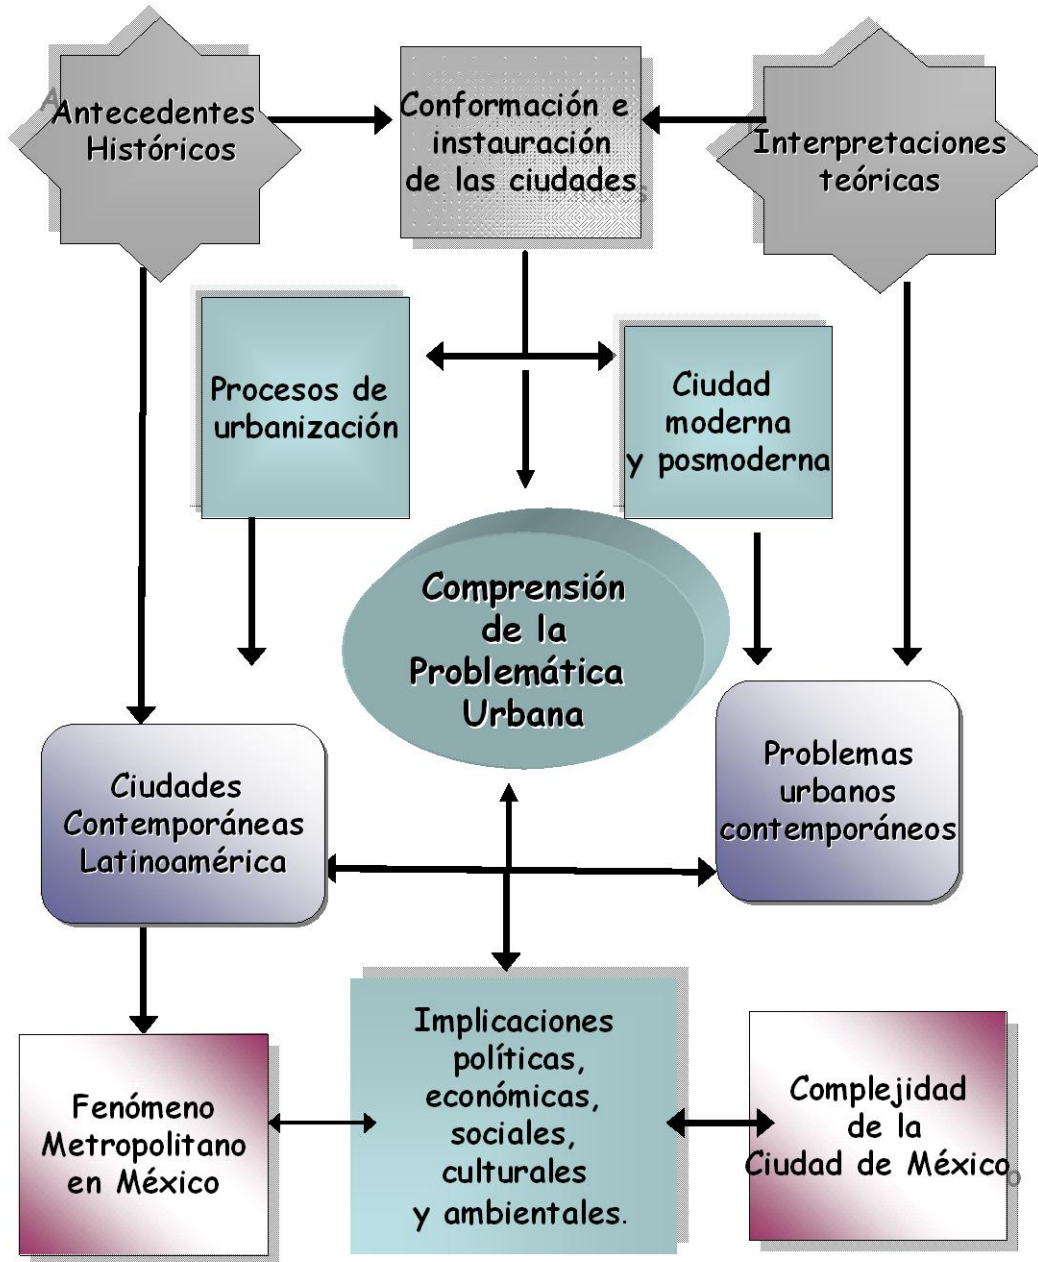 Antecedentes
Históricos
Conformación e
instauración
de las ciudades
Interpretaciones
teóricas
Procesos de
urbanización
Ciudad
moderna
y posmoderna
Comprensión
de la
Problemática
Urbana
Ciudades
Contemporáneas
Latinoamérica
Problemas
urbanos
contemporáneos
Fenómeno
Metropolitano
en México
Implicaciones
políticas,
económicas,
sociales,
culturales
y ambientales.
Complejidad
de la
Ciudad de México